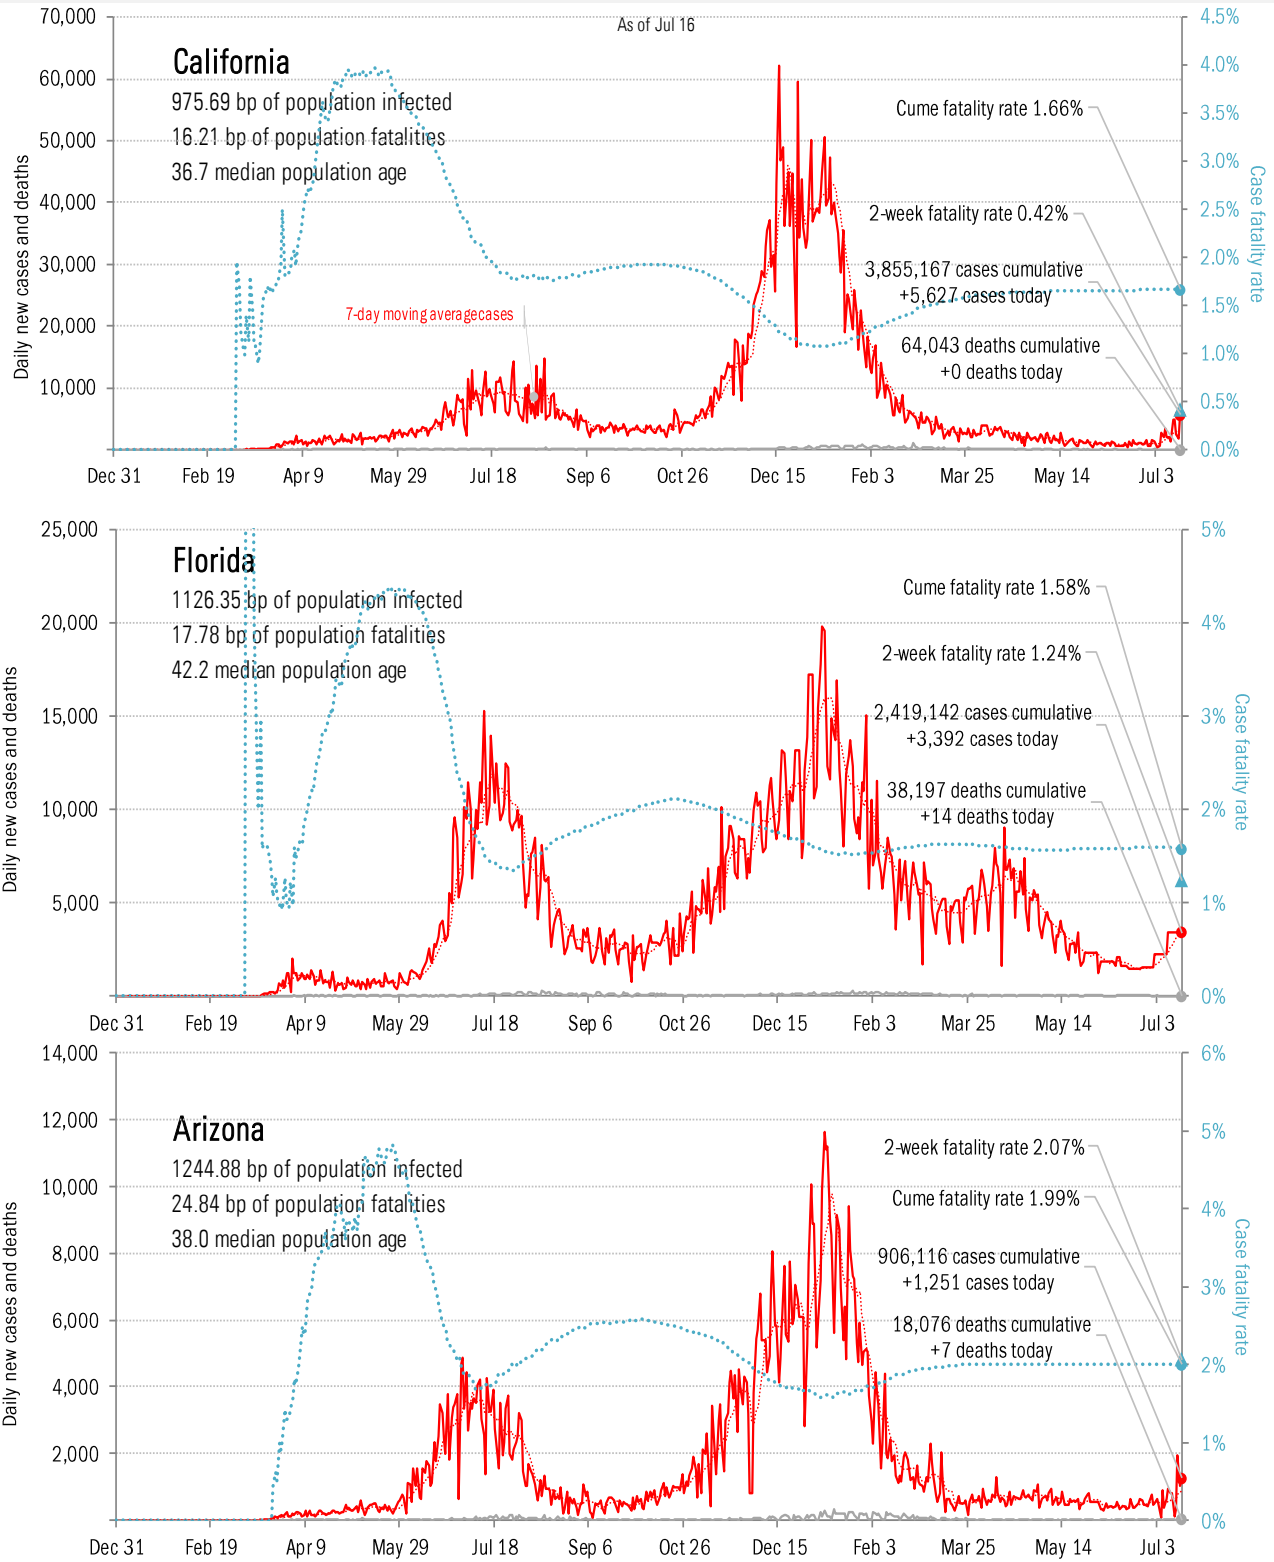 As of Jul 16
California
975.69 bp of population infected
16.21 bp of population fatalities
36.7 median population age
Daily new cases and deaths
70,000
60,000
50,000
40,000
30,000
20,000
10,000
7-day moving average cases
Cume fatality rate 1.66%
2-week fatality rate 0.42%
3,855,167 cases cumulative
+5,627 cases today
64,043 deaths cumulative
+0 deaths today
4.5%
4.0%
3.5%
3.0%
2.5%
2.0%
1.5%
1.0%
0.5%
0.0%
Case fatality rate
Dec 31 Feb 19 Apr 9 May 29 Jul 18 Sep 6 Oct 26 Dec 15 Feb 3 Mar 25 May 14 Jul 3
Florida
1126.35 bp of population infected
17.78 bp of population fatalities
42.2 median population age
Daily new cases and deaths
25,000
20,000
15,000
10,000
5,000
Cume fatality rate 1.58%
2-week fatality rate 1.24%
2,419,142 cases cumulative
+3,392 cases today
38,197 deaths cumulative
+14 deaths today
5%
4%
3%
2%
1%
0%
Case fatality rate
Dec 31 Feb 19 Apr 9 May 29 Jul 18 Sep 6 Oct 26 Dec 15 Feb 3 Mar 25 May 14 Jul 3
Arizona
1244.88 bp of population infected
24.84 bp of population fatalities
38.0 median population age
Daily new cases and deaths
14,000
12,000
10,000
8,000
6,000
4,000
2,000
2-week fatality rate 2.07%
Cume fatality rate 1.99%
906,116 cases cumulative
+1,251 cases today
18,076 deaths cumulative
+7 deaths today
6%
5%
4%
3%
2%
1%
0%
Case fatality rate
Dec 31 Feb 19 Apr 9 May 29 Jul 18 Sep 6 Oct 26 Dec 15 Feb 3 Mar 25 May 14 Jul 3